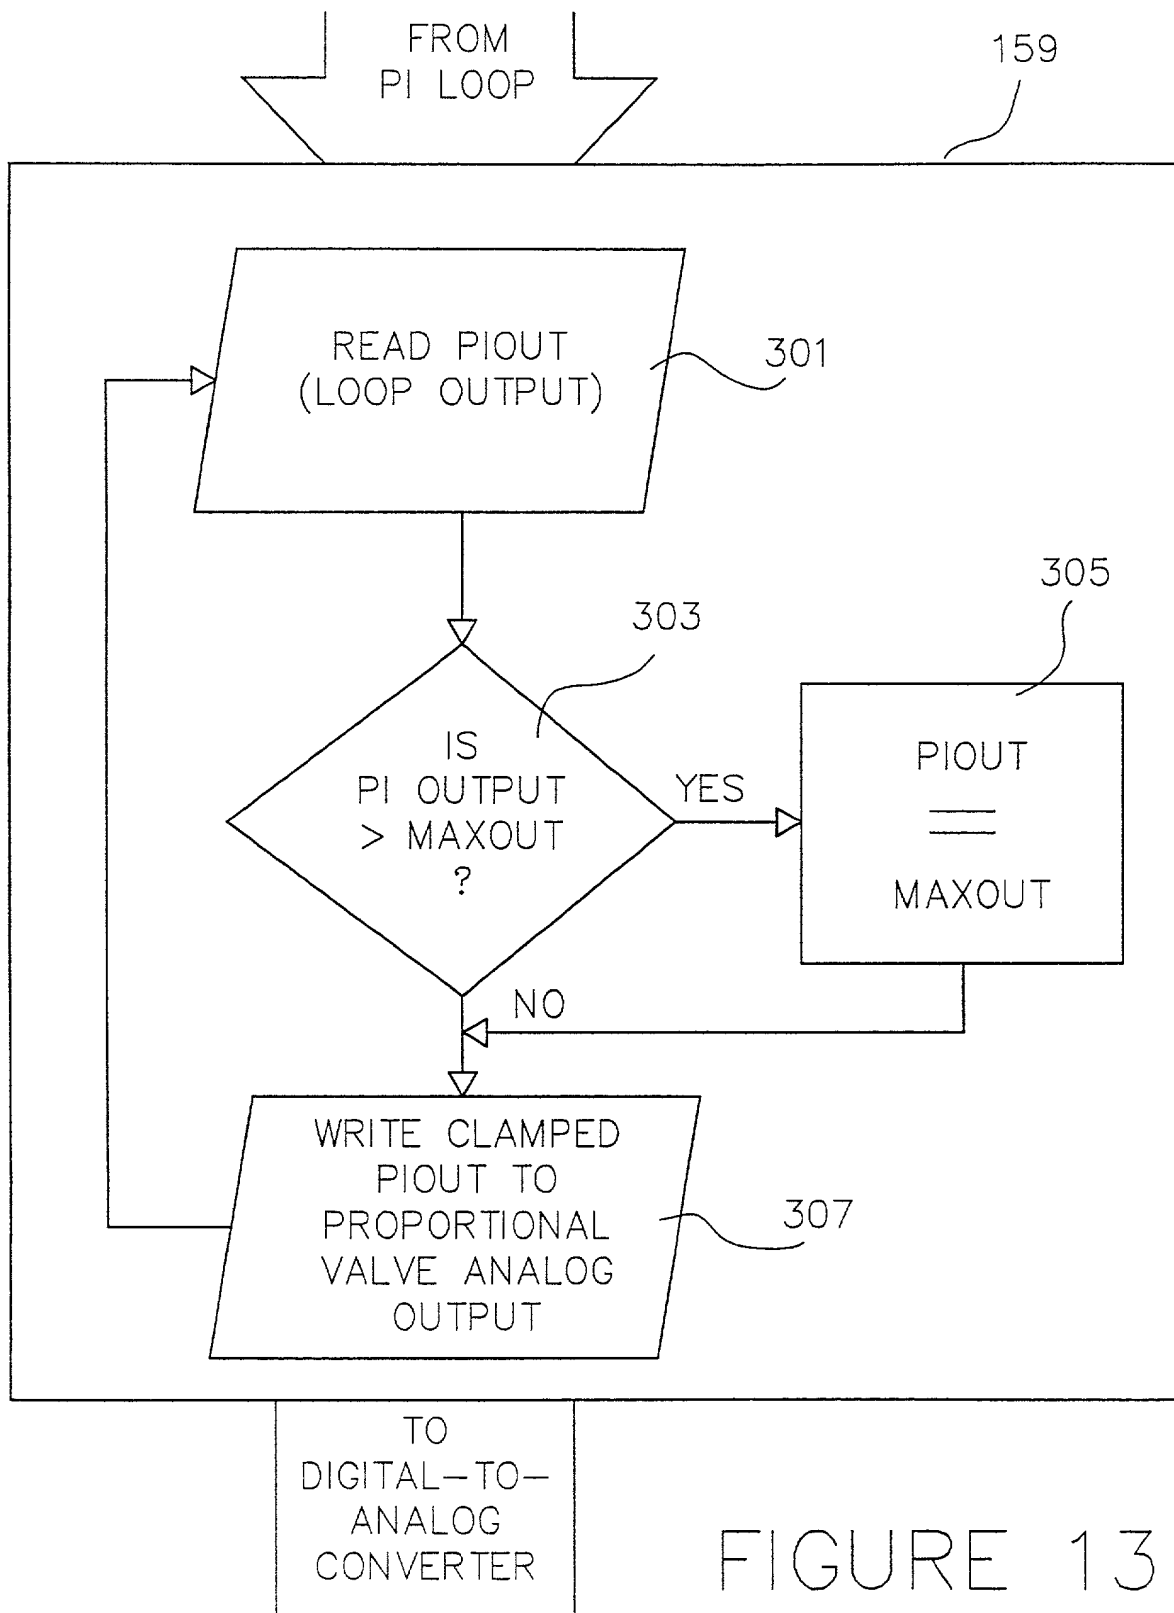 FROM
PI LOOP
159
READ PIOUT
(LOOP OUTPUT)
301
303
IS
PI OUTPUT
> MAXOUT
?
YES
305
PIOUT
=
MAXOUT
NO
WRITE CLAMPED
PIOUT TO
PROPORTIONAL
VALVE ANALOG
OUTPUT
307
TO
DIGITAL-TO-
ANALOG
CONVERTER
FIGURE 13